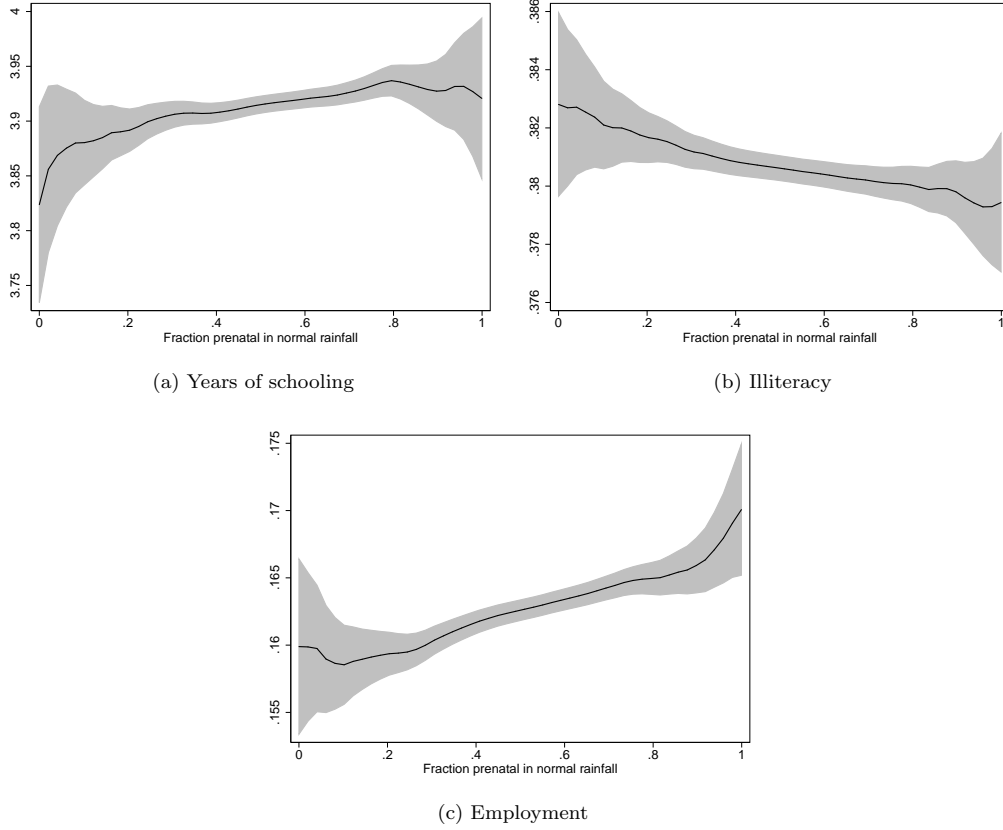 4
3.95
3.9
3.85
3.8
3.75
0 .2 .4 .6 .8 1
Fraction prenatal in normal rainfall
(a) Years of schooling
.386
.384
.382
.38
.378
.376
0 .2 .4 .6 .8 1
Fraction prenatal in normal rainfall
(b) Illiteracy
.175
.17
.165
.16
.155
0 .2 .4 .6 .8 1
Fraction prenatal in normal rainfall
(c) Employment